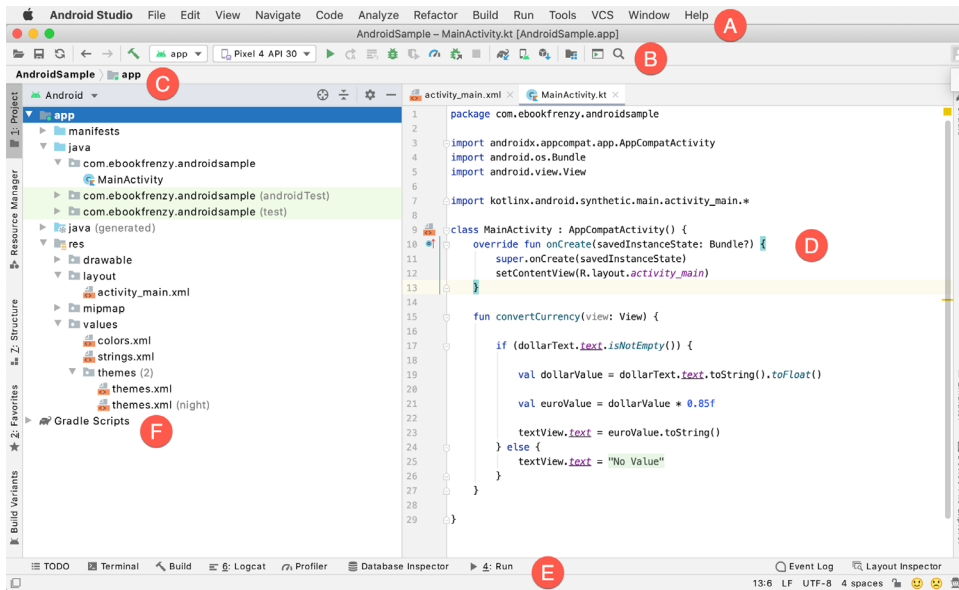 Android Studio File Edit View Navigate Code Analyze Refactor Build Run Tools VCS Window Help
A
AndroidSample – MainActivity.kt [AndroidSample.app]
app Pixel 4 API 30
B
AndroidSample app
C
1: Project
Resource Manager
Z: Structure
2: Favorites
Build Variants
Android
app
manifests
java
com.ebookfrenzy.androidsample
MainActivity
com.ebookfrenzy.androidsample (androidTest)
com.ebookfrenzy.androidsample (test)
java (generated)
res
drawable
layout
activity_main.xml
mipmap
values
colors.xml
strings.xml
themes (2)
themes.xml
themes.xml (night)
Gradle Scripts
F
activity_main.xml MainActivity.kt
1 package com.ebookfrenzy.androidsample
2
3 import androidx.appcompat.app.AppCompatActivity
4 import android.os.Bundle
5 import android.view.View
6
7 import kotlinx.android.synthetic.main.activity_main.*
8
9 class MainActivity : AppCompatActivity() {
10 override fun onCreate(savedInstanceState: Bundle?) {
11 super.onCreate(savedInstanceState)
12 setContentView(R.layout.activity_main)
13 }
14
15 fun convertCurrency(view: View) {
16
17 if (dollarText.text.isNotEmpty()) {
18
19 val dollarValue = dollarText.text.toString().toFloat()
20
21 val euroValue = dollarValue * 0.85f
22
23 textView.text = euroValue.toString()
24 } else {
25 textView.text = "No Value"
26 }
27 }
28
29 }
D
TODO Terminal Build 6: Logcat Profiler Database Inspector 4: Run
E
Event Log Layout Inspector
13:6 LF UTF-8 4 spaces